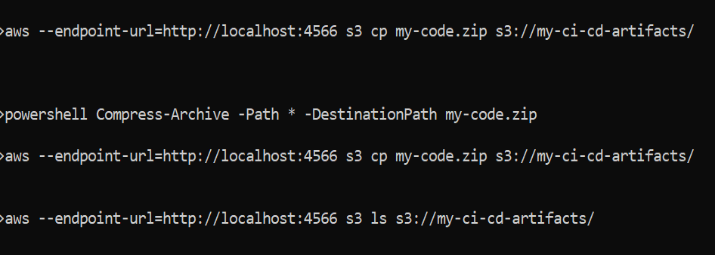 >aws --endpoint-url=http://localhost:4566 s3 cp my-code.zip s3://my-ci-cd-artifacts/
>powershell Compress-Archive -Path * -DestinationPath my-code.zip
>aws --endpoint-url=http://localhost:4566 s3 cp my-code.zip s3://my-ci-cd-artifacts/
>aws --endpoint-url=http://localhost:4566 s3 ls s3://my-ci-cd-artifacts/